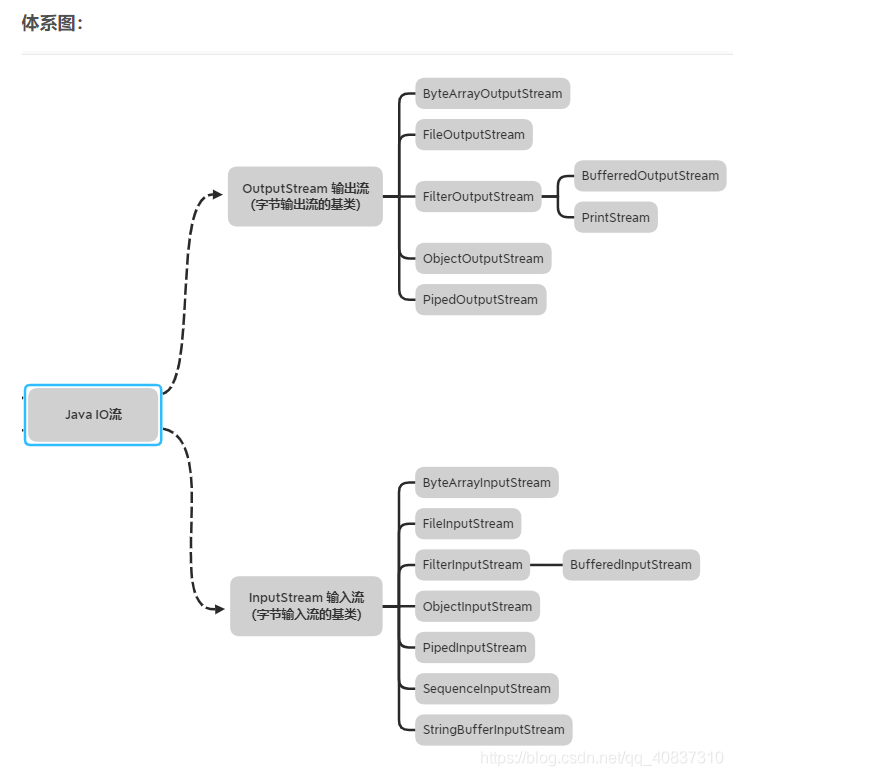 体系图：
ByteArrayOutputStream
FileOutputStream
OutputStream 输出流
(字节输出流的基类)
FilterOutputStream
BufferredOutputStream
PrintStream
ObjectOutputStream
PipedOutputStream
Java IO流
ByteArrayInputStream
FileInputStream
InputStream 输入流
(字节输入流的基类)
FilterInputStream
BufferedInputStream
ObjectInputStream
PipedInputStream
SequenceInputStream
StringBufferInputStream
https://blog.csdn.net/qq_40837310